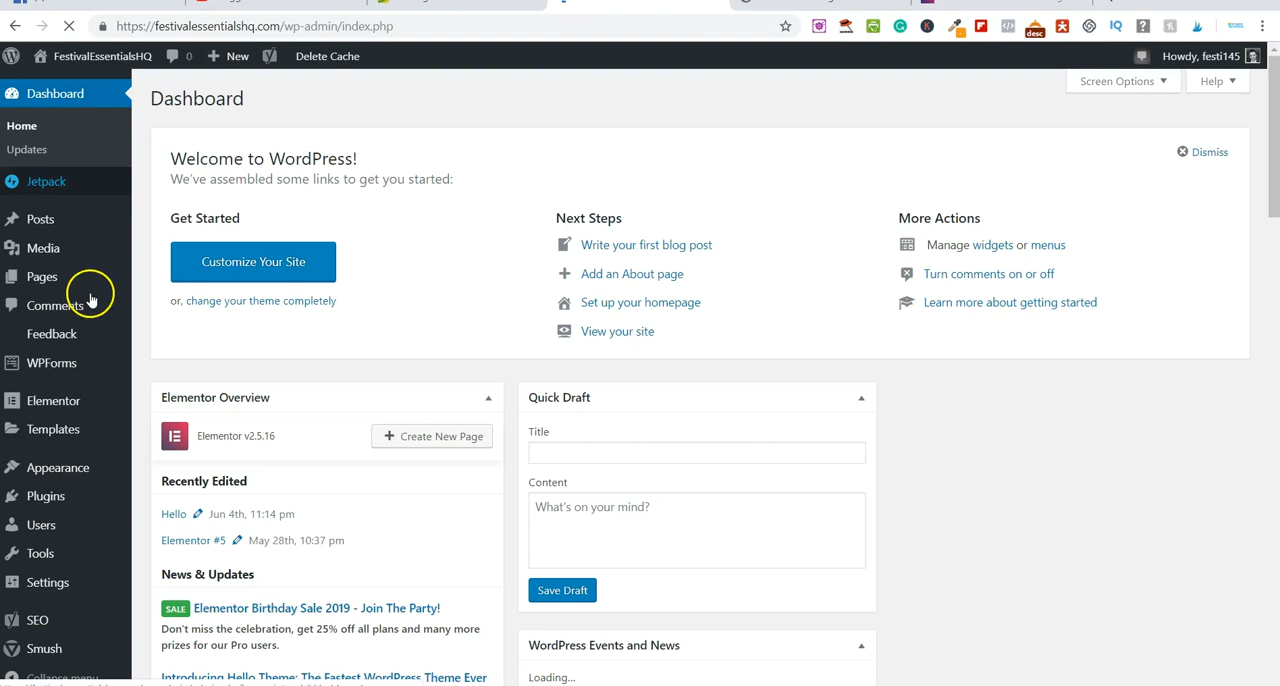 https://festivalessentialshq.com/wp-admin/index.php
desc
FestivalEssentialsHQ 0 New Delete Cache Howdy, festi145
Dashboard
Home
Updates
Jetpack
Posts
Media
Pages
Comments
Feedback
WPForms
Elementor
Templates
Appearance
Plugins
Users
Tools
Settings
SEO
Smush
Collapse menu
Screen Options Help
Dashboard
Welcome to WordPress!
Dismiss
We've assembled some links to get you started:
Get Started
Customize Your Site
or, change your theme completely
Next Steps
Write your first blog post
Add an About page
Set up your homepage
View your site
More Actions
Manage widgets or menus
Turn comments on or off
Learn more about getting started
Elementor Overview
Elementor v2.5.16
Create New Page
Recently Edited
Hello Jun 4th, 11:14 pm
Elementor #5 May 28th, 10:37 pm
News & Updates
SALE Elementor Birthday Sale 2019 - Join The Party!
Don't miss the celebration, get 25% off all plans and many more
prizes for our Pro users.
Introducing Hello Theme: The Fastest WordPress Theme Ever
Quick Draft
Title
Content
What's on your mind?
Save Draft
WordPress Events and News
Loading...